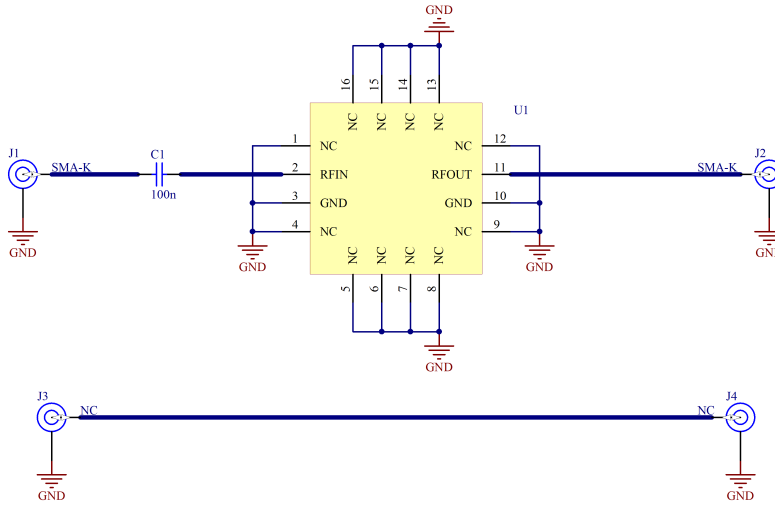 GND
16 15 14 13
NC NC NC NC
U1
1 NC NC 12
J1 SMA-K C1 100n 2 RFIN RFOUT 11 SMA-K J2
3 GND GND 10
4 NC NC 9
GND GND GND GND
NC NC NC NC
5 6 7 8
GND
J3 NC NC J4
GND GND